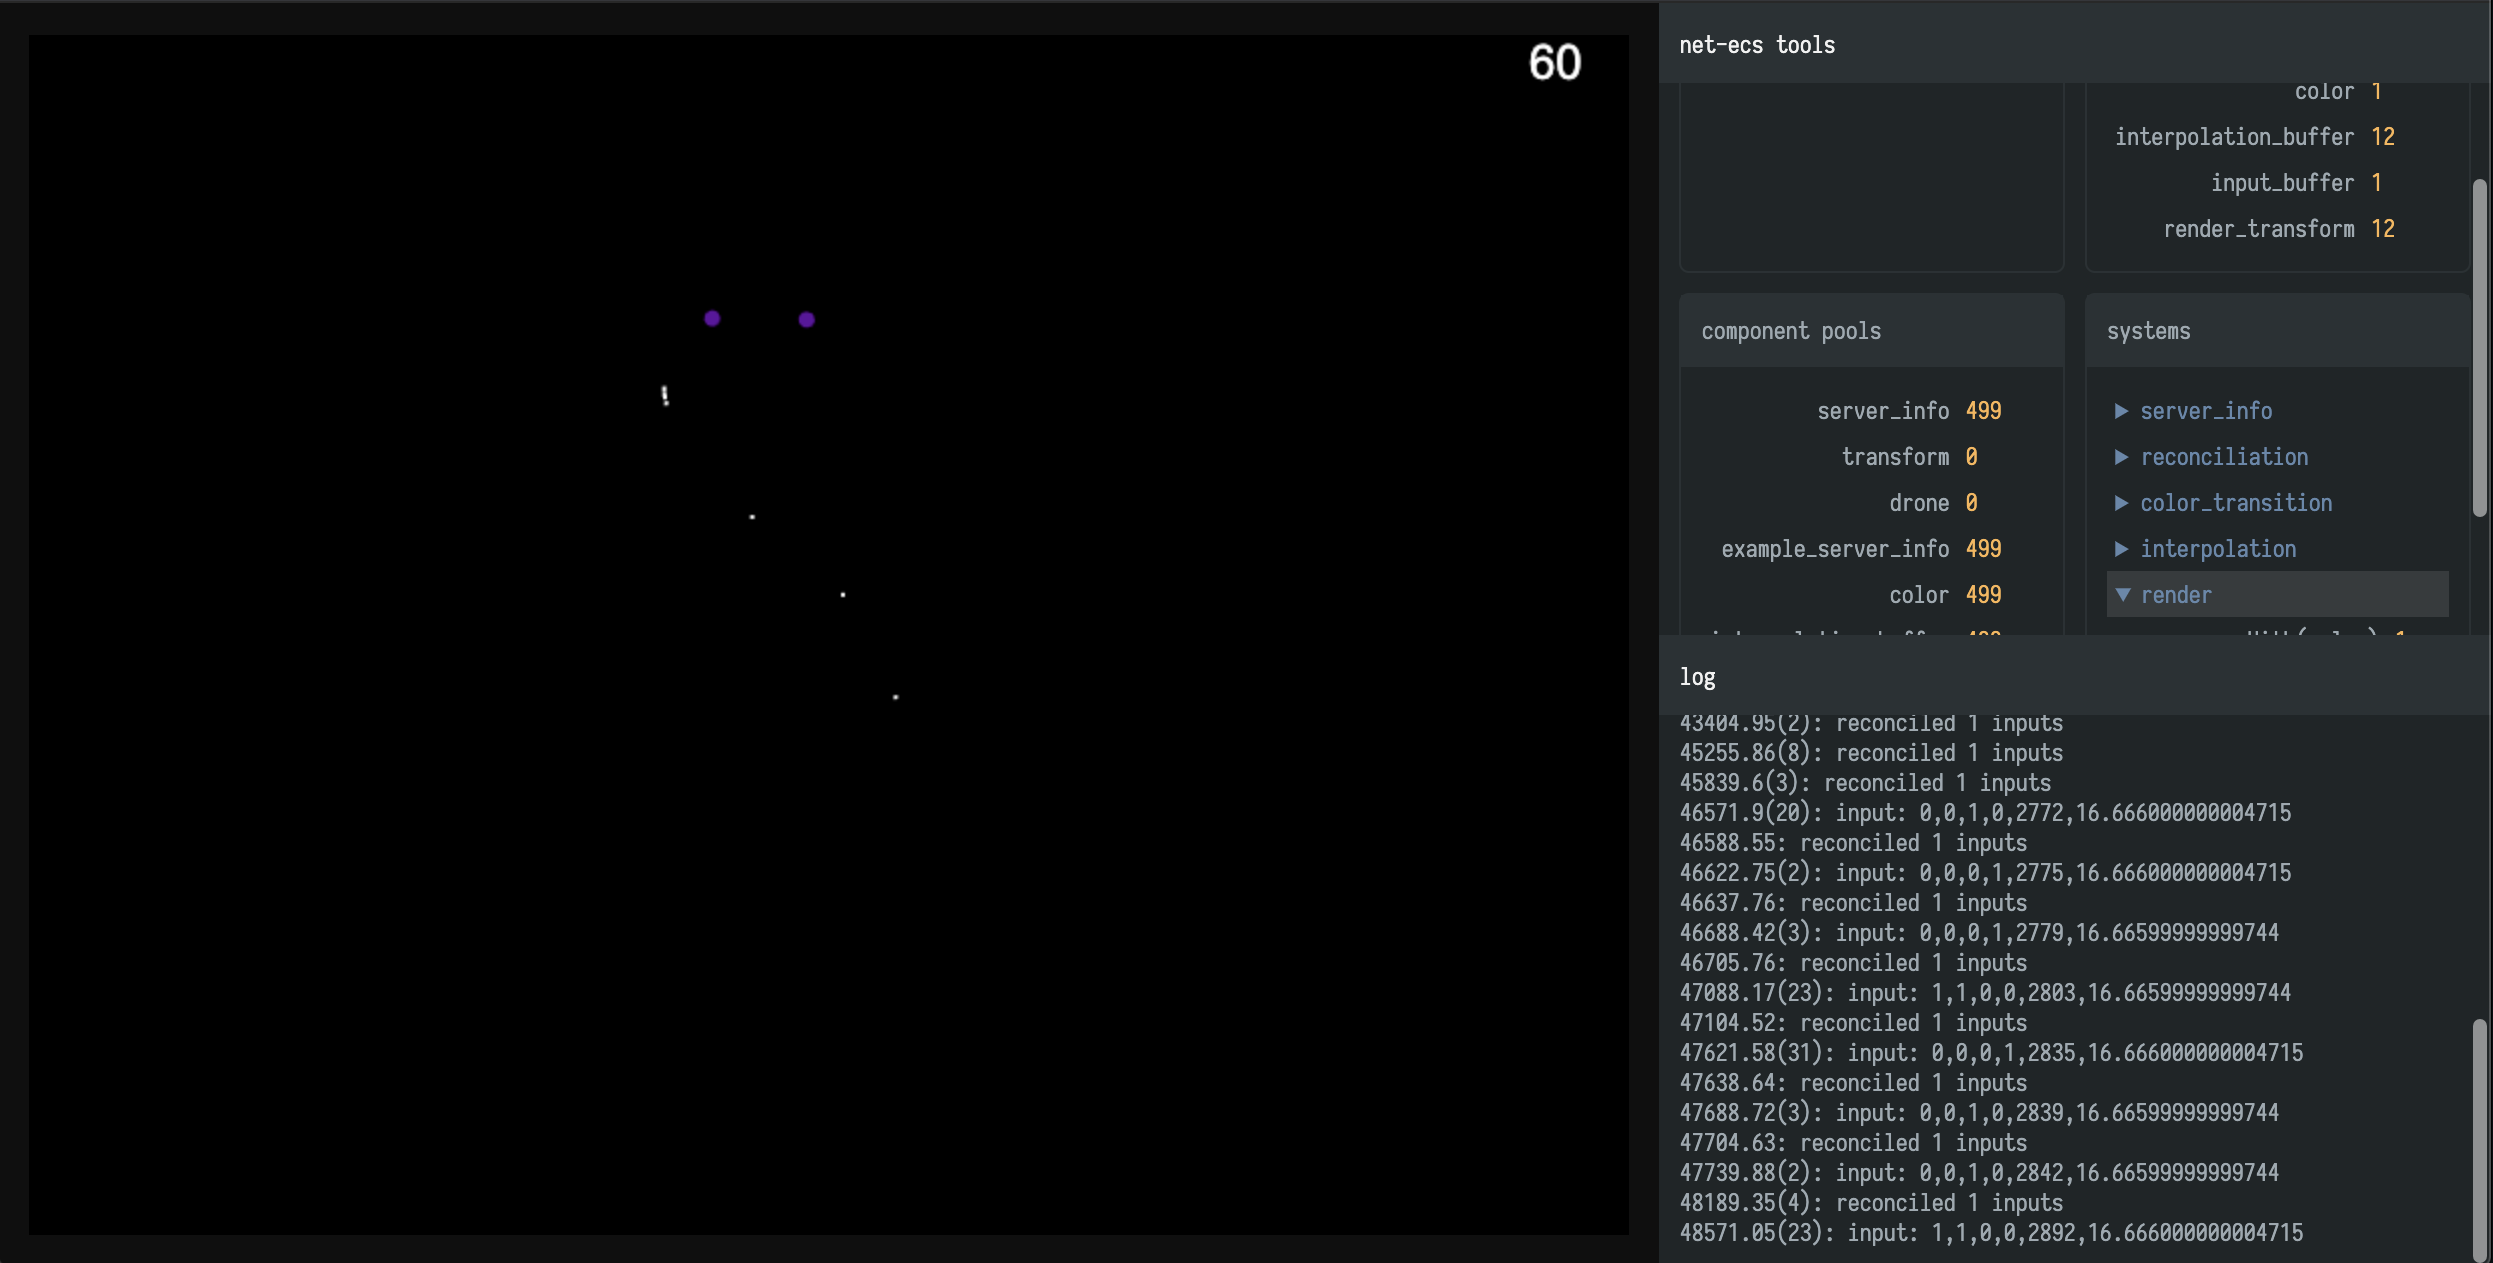 60
net-ecs tools
color 1
interpolation_buffer 12
input_buffer 1
render_transform 12
component pools
server_info 499
transform 0
drone 0
example_server_info 499
color 499
systems
▶ server_info
▶ reconciliation
▶ color_transition
▶ interpolation
▼ render
log
43404.95(2): reconciled 1 inputs
45255.86(8): reconciled 1 inputs
45839.6(3): reconciled 1 inputs
46571.9(20): input: 0,0,1,0,2772,16.666000000004715
46588.55: reconciled 1 inputs
46622.75(2): input: 0,0,0,1,2775,16.666000000004715
46637.76: reconciled 1 inputs
46688.42(3): input: 0,0,0,1,2779,16.66599999999744
46705.76: reconciled 1 inputs
47088.17(23): input: 1,1,0,0,2803,16.66599999999744
47104.52: reconciled 1 inputs
47621.58(31): input: 0,0,0,1,2835,16.666000000004715
47638.64: reconciled 1 inputs
47688.72(3): input: 0,0,1,0,2839,16.66599999999744
47704.63: reconciled 1 inputs
47739.88(2): input: 0,0,1,0,2842,16.66599999999744
48189.35(4): reconciled 1 inputs
48571.05(23): input: 1,1,0,0,2892,16.666000000004715